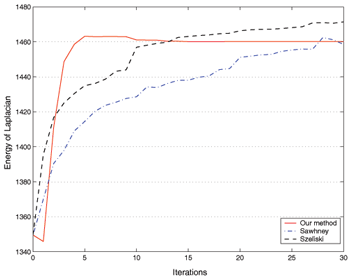 1480
1460
1440
1420
1400
1380
1360
1340
Energy of Laplacian
0 5 10 15 20 25 30
Iterations
Our method
Sawhney
Szeliski